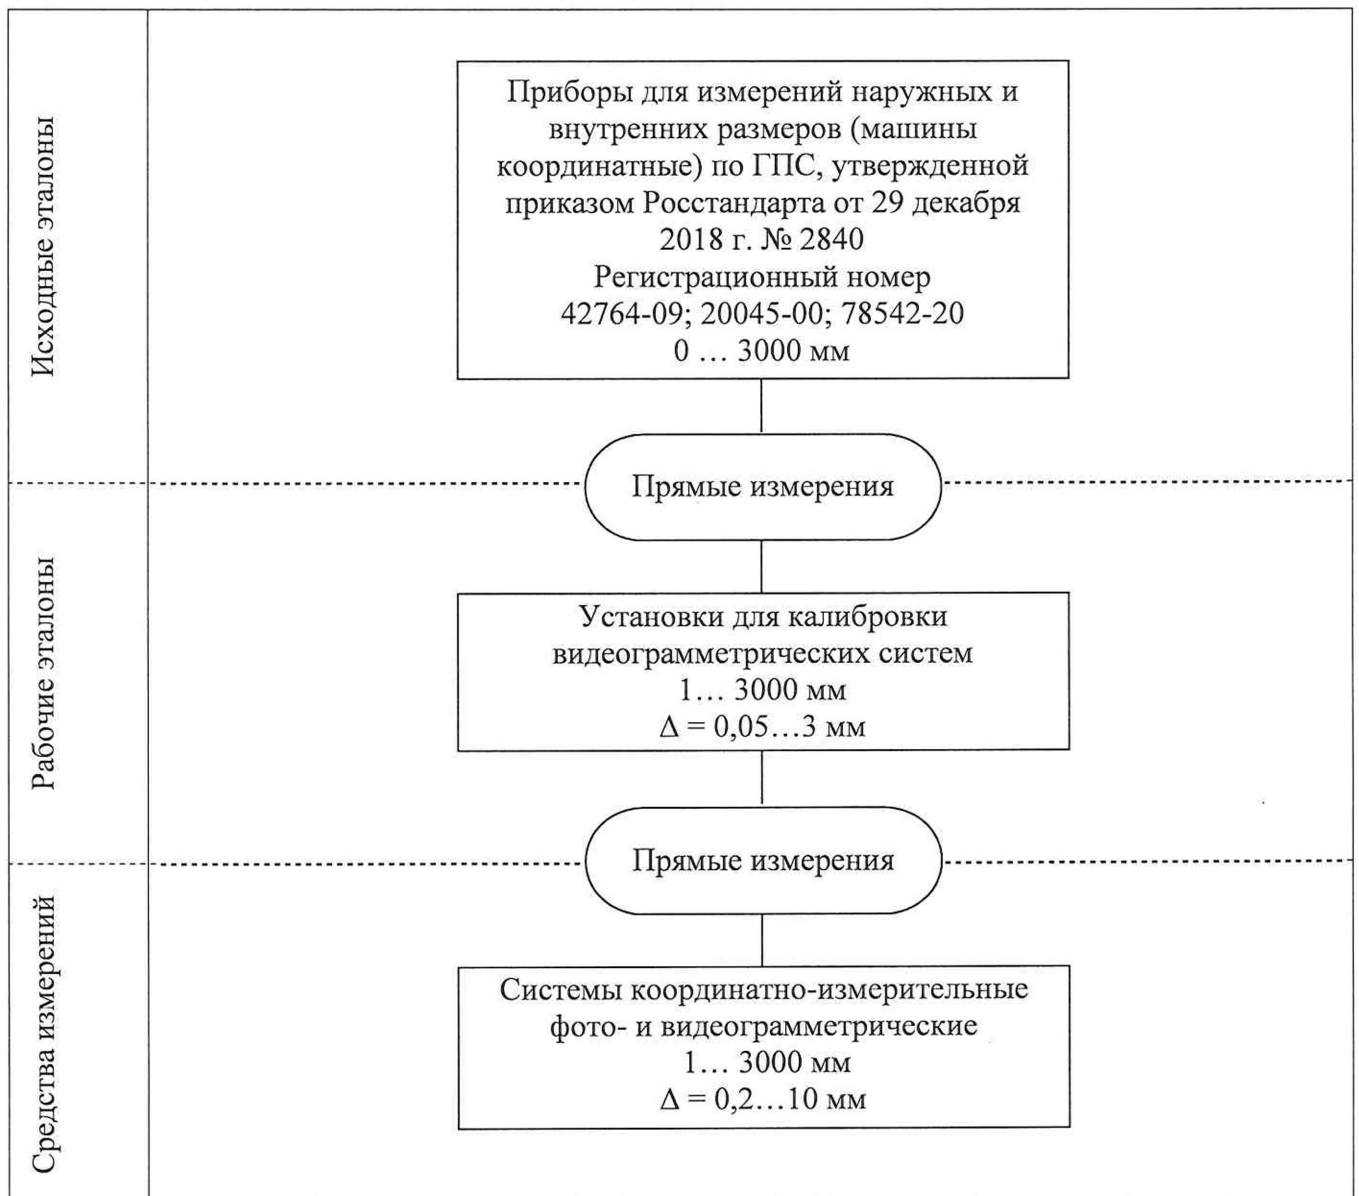 Исходные эталоны
Приборы для измерений наружных и
внутренних размеров (машины
координатные) по ГПС, утвержденной
приказом Росстандарта от 29 декабря
2018 г. № 2840
Регистрационный номер
42764-09; 20045-00; 78542-20
0 … 3000 мм
Прямые измерения
Рабочие эталоны
Установки для калибровки
видеограмметрических систем
1… 3000 мм
Δ = 0,05…3 мм
Прямые измерения
Средства измерений
Системы координатно-измерительные
фото- и видеограмметрические
1… 3000 мм
Δ = 0,2…10 мм